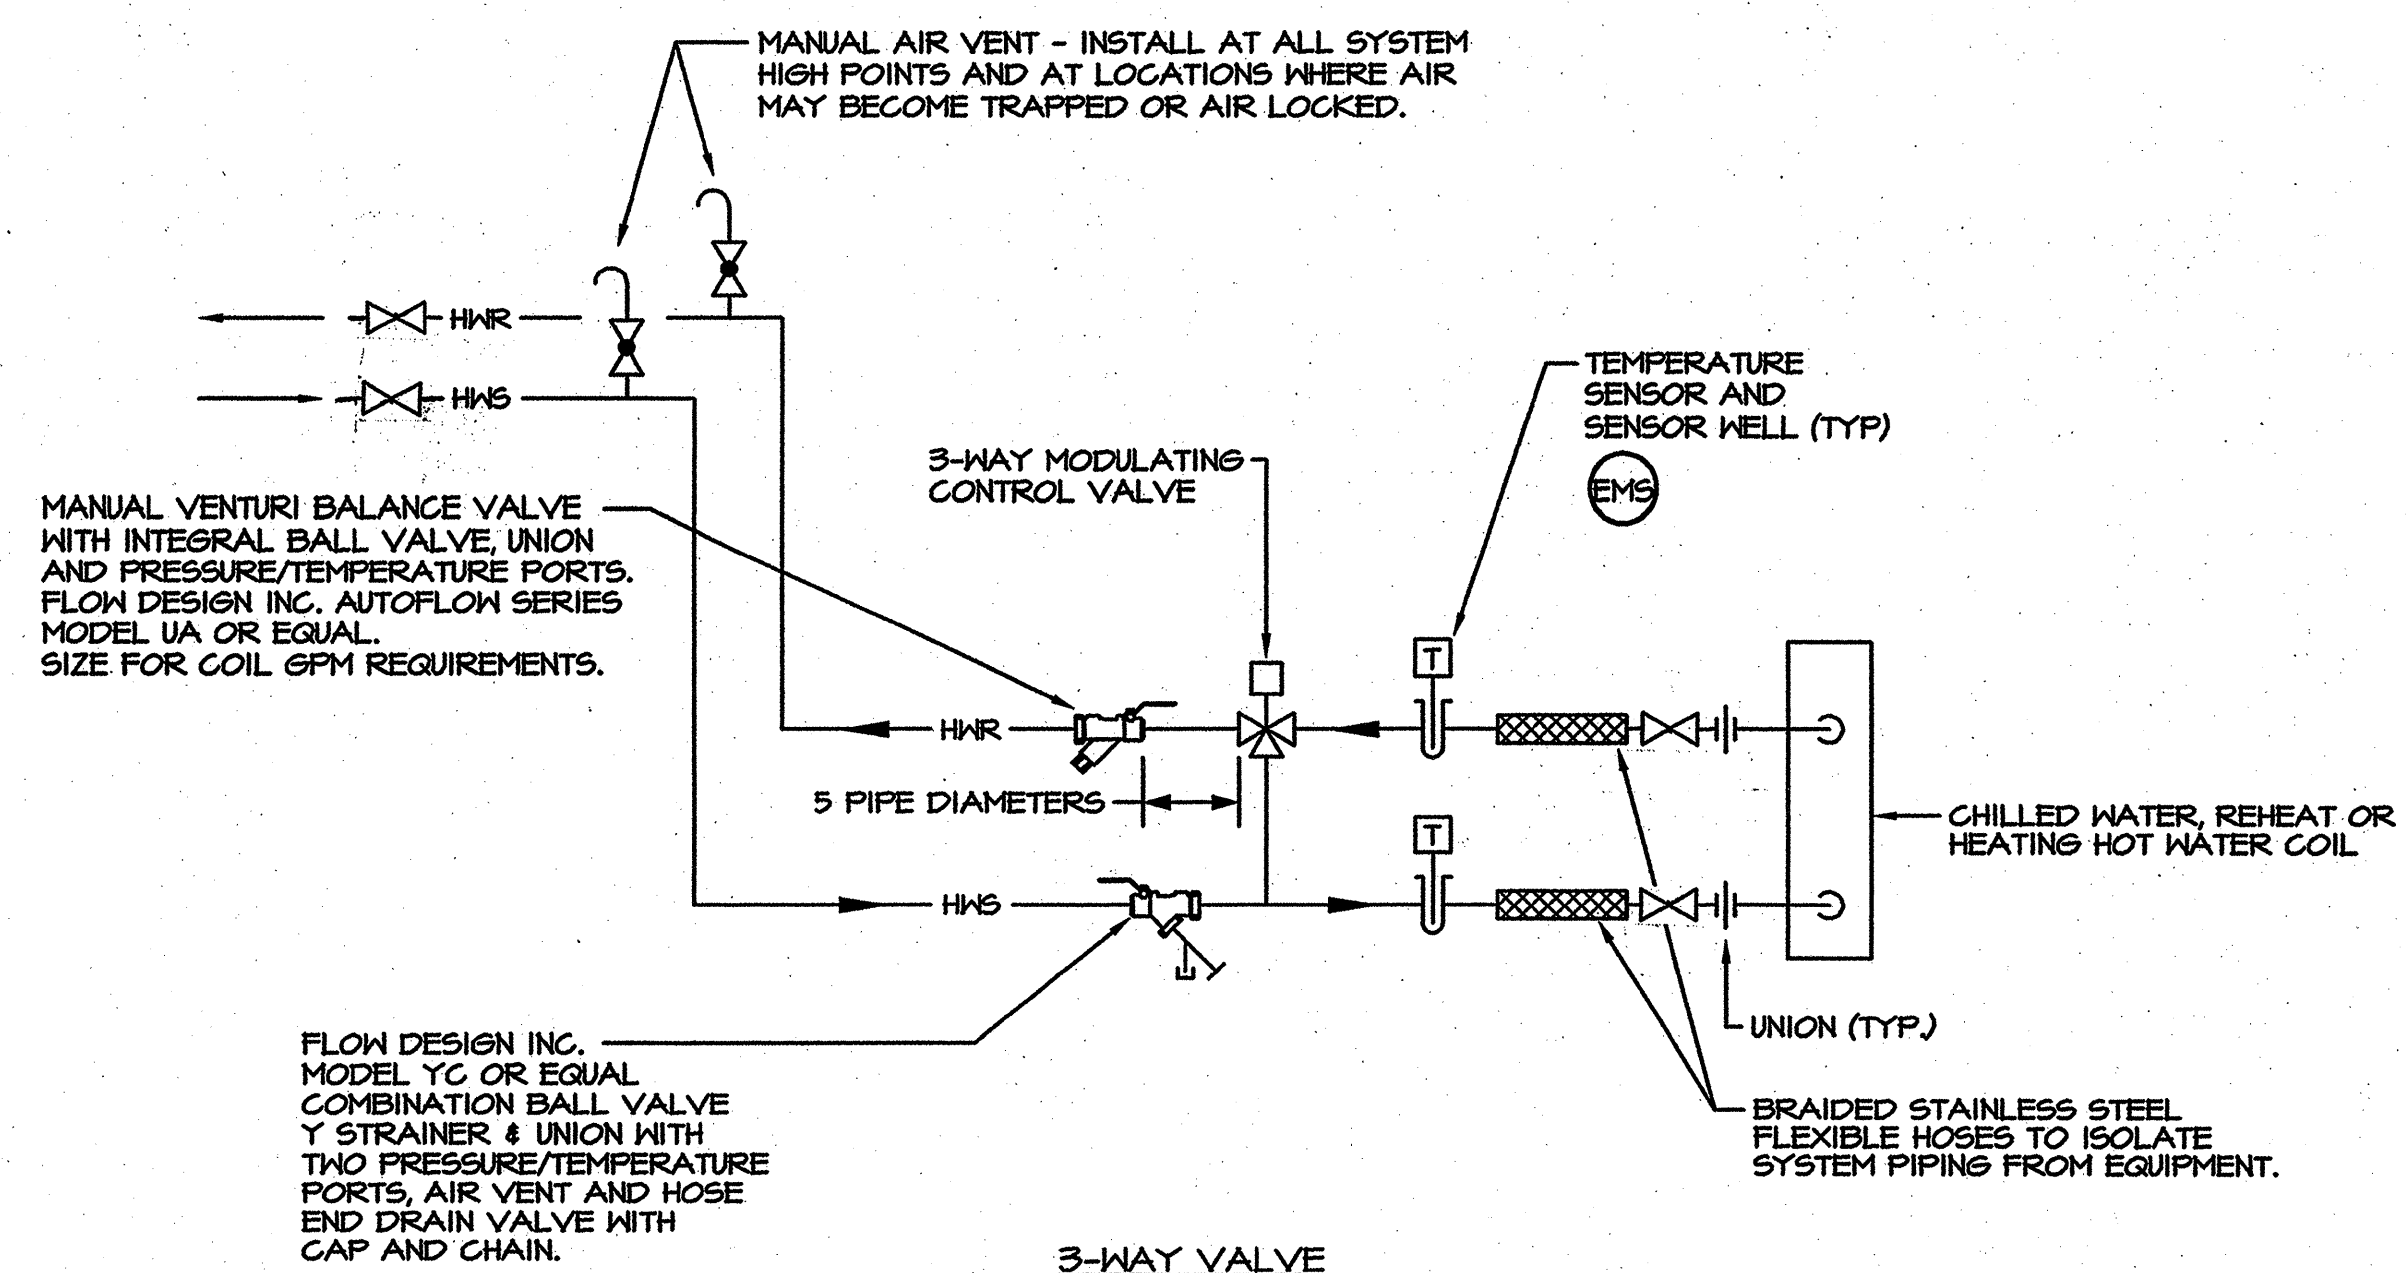 MANUAL AIR VENT - INSTALL AT ALL SYSTEM
HIGH POINTS AND AT LOCATIONS WHERE AIR
MAY BECOME TRAPPED OR AIR LOCKED.
HWR
HWS
TEMPERATURE
SENSOR AND
SENSOR WELL (TYP)
EMS
3-WAY MODULATING
CONTROL VALVE
MANUAL VENTURI BALANCE VALVE
WITH INTEGRAL BALL VALVE, UNION
AND PRESSURE/TEMPERATURE PORTS.
FLOW DESIGN INC. AUTOFLOW SERIES
MODEL UA OR EQUAL.
SIZE FOR COIL GPM REQUIREMENTS.
T
HWR
5 PIPE DIAMETERS
T
CHILLED WATER, REHEAT OR
HEATING HOT WATER COIL
HWS
UNION (TYP.)
FLOW DESIGN INC.
MODEL YC OR EQUAL
COMBINATION BALL VALVE
Y STRAINER & UNION WITH
TWO PRESSURE/TEMPERATURE
PORTS, AIR VENT AND HOSE
END DRAIN VALVE WITH
CAP AND CHAIN.
BRAIDED STAINLESS STEEL
FLEXIBLE HOSES TO ISOLATE
SYSTEM PIPING FROM EQUIPMENT.
3-WAY VALVE